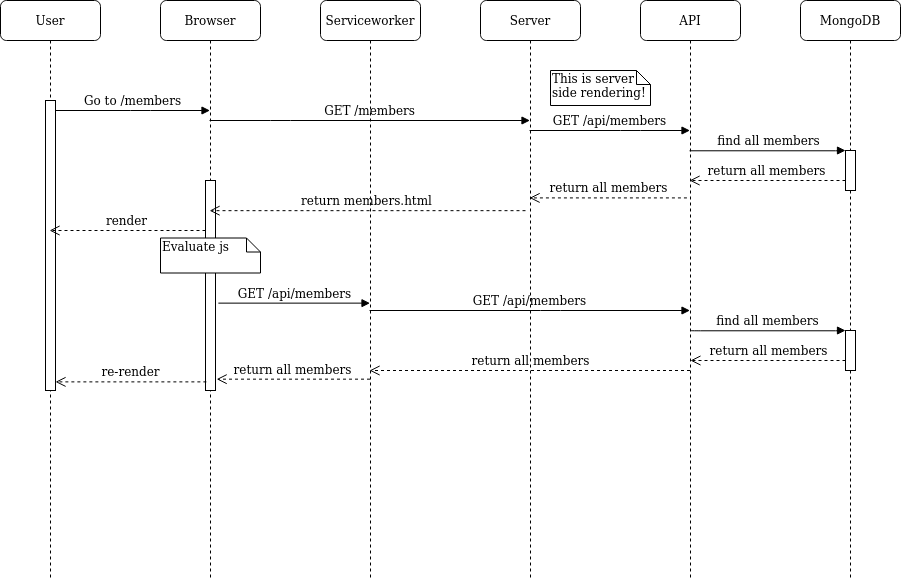 User
Browser
Serviceworker
Server
API
MongoDB
This is server
side rendering!
Go to /members
GET /members
GET /api/members
find all members
return all members
return all members
return members.html
render
Evaluate js
GET /api/members
GET /api/members
find all members
return all members
return all members
return all members
re-render